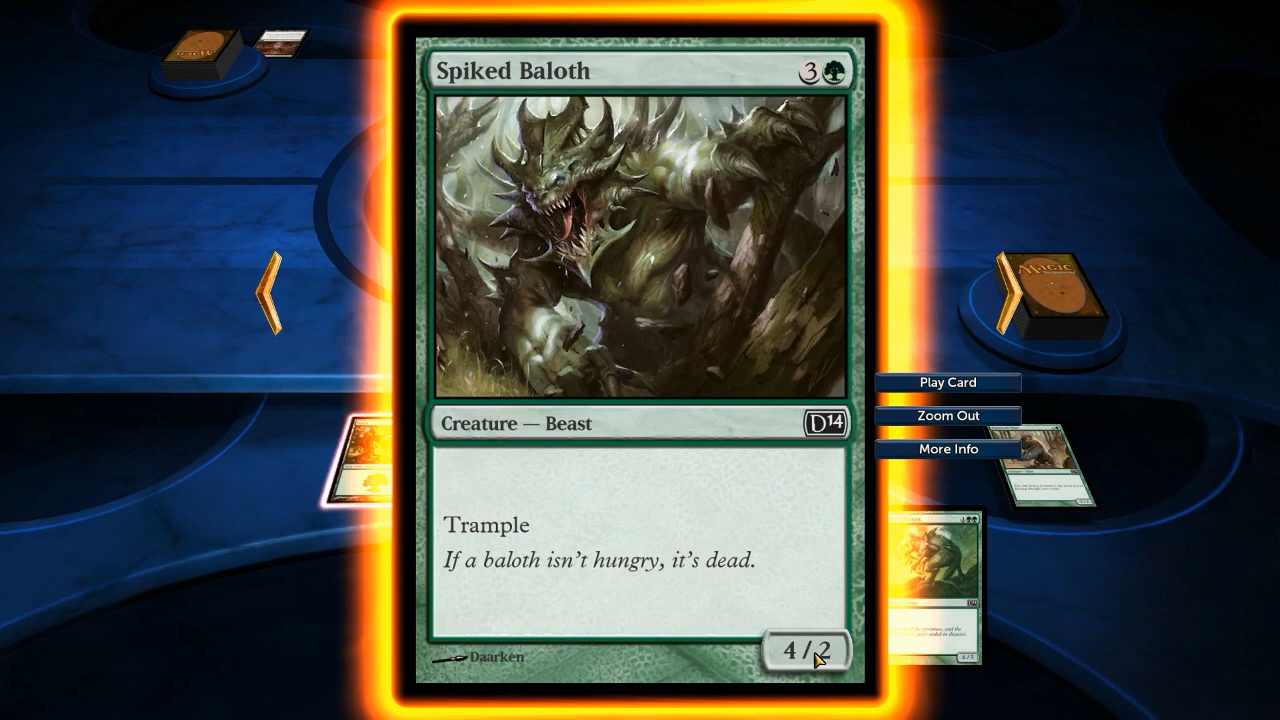 Spiked Baloth
3
Creature — Beast
D14
Trample
If a baloth isn't hungry, it's dead.
4 / 2
Daarken
Magic
Play Card
Zoom Out
More Info